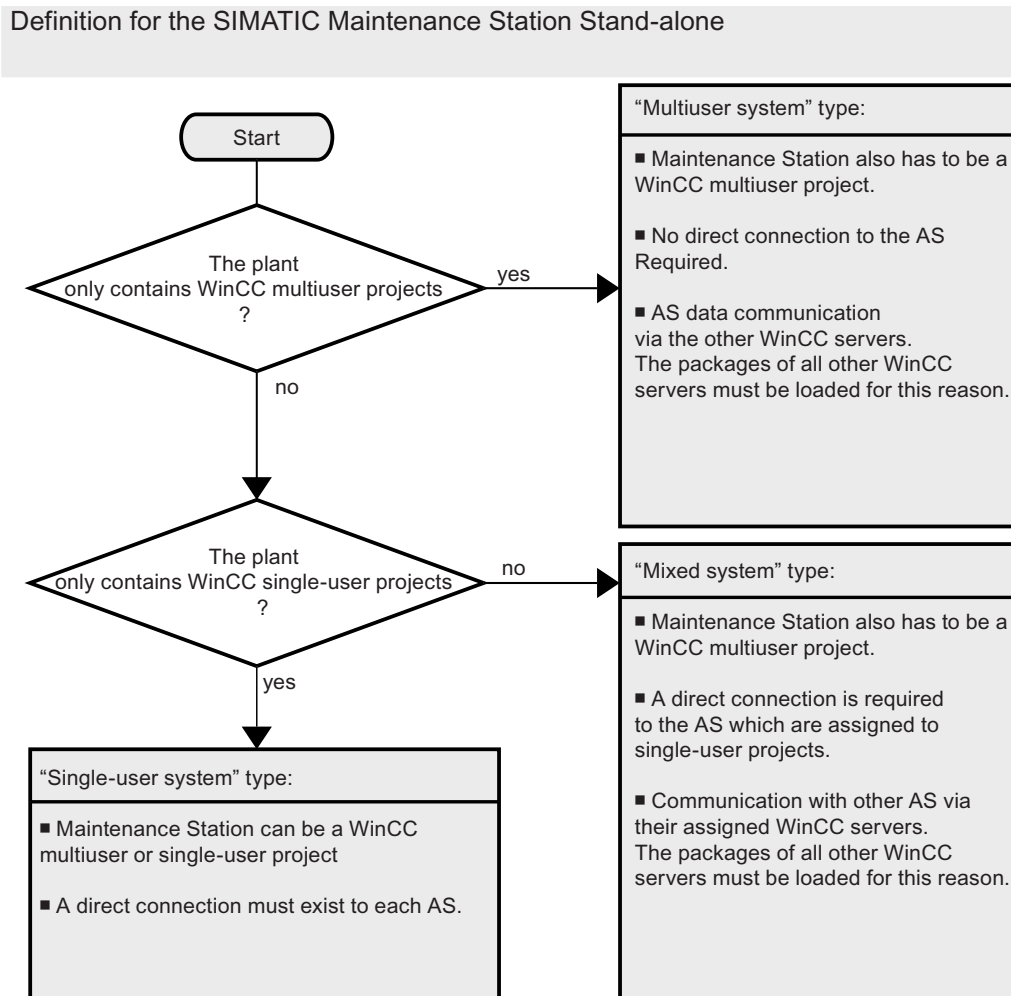 Definition for the SIMATIC Maintenance Station Stand-alone
Start
The plant
only contains WinCC multiuser projects
?
yes
no
“Multiuser system” type:
■ Maintenance Station also has to be a
WinCC multiuser project.
■ No direct connection to the AS
Required.
■ AS data communication
via the other WinCC servers.
The packages of all other WinCC
servers must be loaded for this reason.
The plant
only contains WinCC single-user projects
?
no
yes
“Mixed system” type:
■ Maintenance Station also has to be a
WinCC multiuser project.
■ A direct connection is required
to the AS which are assigned to
single-user projects.
■ Communication with other AS via
their assigned WinCC servers.
The packages of all other WinCC
servers must be loaded for this reason.
“Single-user system” type:
■ Maintenance Station can be a WinCC
multiuser or single-user project
■ A direct connection must exist to each AS.